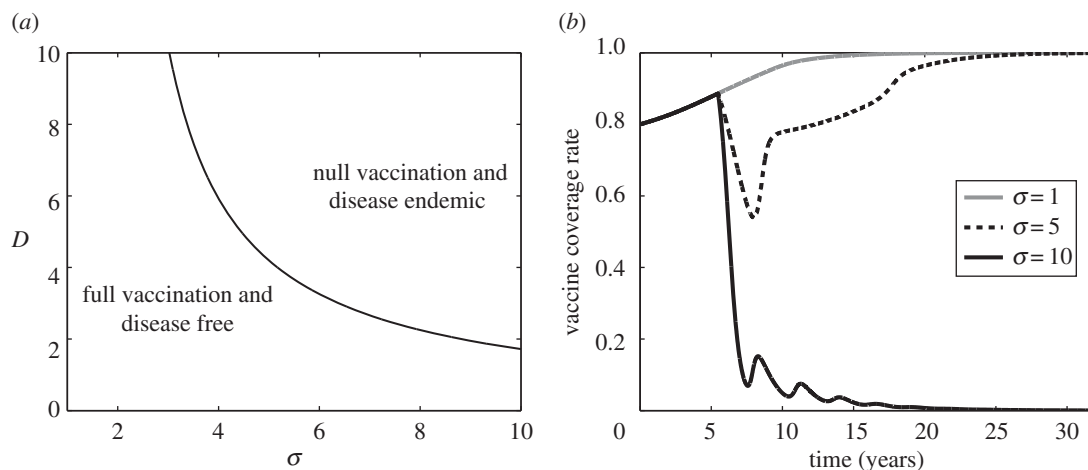 (a)
10
8
6
D
4
2
0
2
4
6
8
10
σ
null vaccination and
disease endemic
full vaccination and
disease free
(b)
1.0
0.8
0.6
0.4
0.2
0
5
10
15
20
25
30
vaccine coverage rate
time (years)
σ = 1
σ = 5
σ = 10